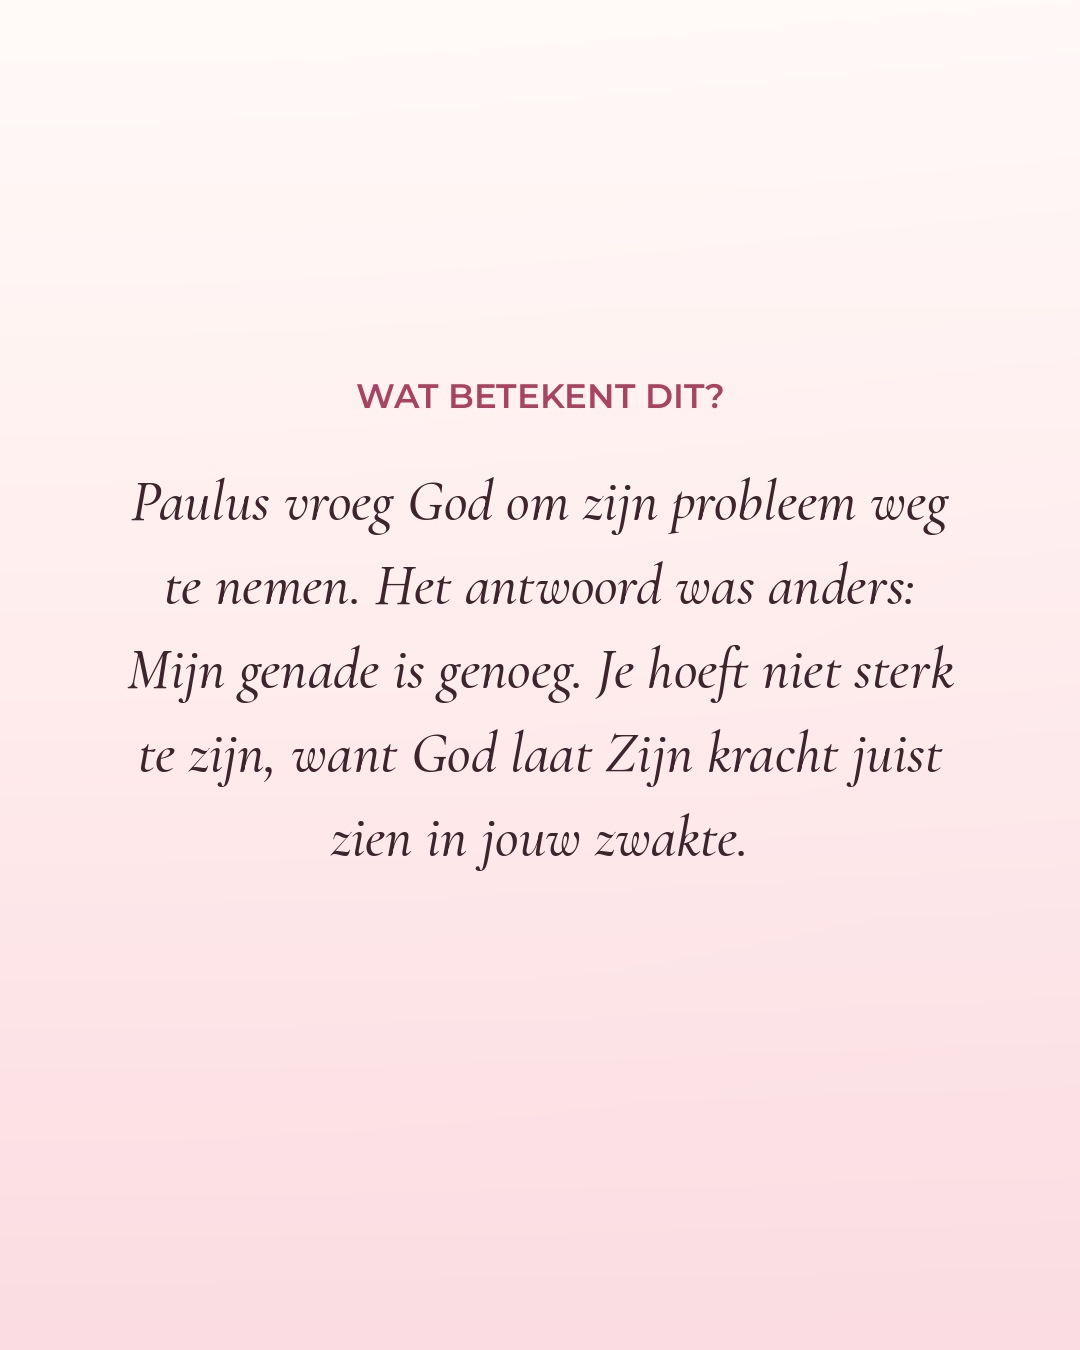 WAT BETEKENT DIT?
Paulus vroeg God om zijn probleem weg
te nemen. Het antwoord was anders:
Mijn genade is genoeg. Je hoeft niet sterk
te zijn, want God laat Zijn kracht juist
zien in jouw zwakte.